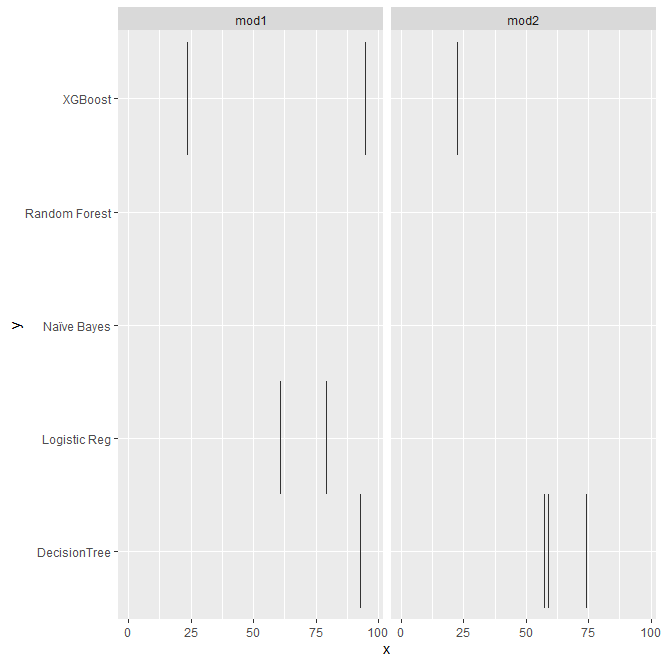 mod1 mod2
XGBoost
Random Forest
Naïve Bayes
Logistic Reg
DecisionTree
y
0 25 50 75 100 0 25 50 75 100
x